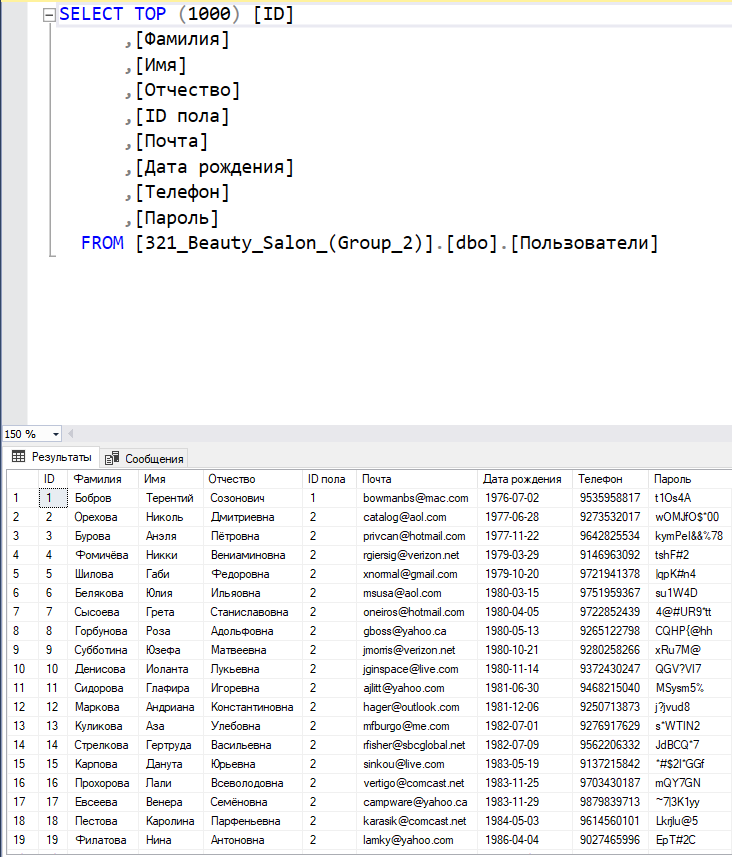 SELECT TOP (1000) [ID]
,[Фамилия]
,[Имя]
,[Отчество]
,[ID пола]
,[Почта]
,[Дата рождения]
,[Телефон]
,[Пароль]
FROM [321_Beauty_Salon_(Group_2)].[dbo].[Пользователи]
150 %
Результаты Сообщения
ID Фамилия Имя Отчество ID пола Почта Дата рождения Телефон Пароль
1 1 Бобров Терентий Созонович 1 bowmanbs@mac.com 1976-07-02 9535958817 t1Os4A
2 2 Орехова Николь Дмитриевна 2 catalog@aol.com 1977-06-28 9273532017 wOMJfO$*00
3 3 Бурова Анэля Пётровна 2 privcan@hotmail.com 1977-11-22 9642825534 kymPeI&&%78
4 4 Фомичёва Никки Вениаминовна 2 rgiersig@verizon.net 1979-03-29 9146963092 tshF#2
5 5 Шилова Габи Федоровна 2 xnormal@gmail.com 1979-10-20 9721941378 |qpK#n4
6 6 Белякова Юлия Ильяовна 2 msusa@aol.com 1980-03-15 9751959367 su1W4D
7 7 Сысоева Грета Станиславовна 2 oneiros@hotmail.com 1980-04-05 9722852439 4@#UR9*tt
8 8 Горбунова Роза Адольфовна 2 gboss@yahoo.ca 1980-05-13 9265122798 CQHP{@hh
9 9 Субботина Юзефа Матвеевна 2 jmorris@verizon.net 1980-10-21 9280258266 xRu7M@
10 10 Денисова Иоланта Лукьевна 2 jginspace@live.com 1980-11-14 9372430247 QGV?VI7
11 11 Сидорова Глафира Игоревна 2 ajlitt@yahoo.com 1981-06-30 9468215040 MSysm5%
12 12 Маркова Андриана Константиновна 2 hager@outlook.com 1981-12-06 9250713873 j?jvud8
13 13 Куликова Аза Улебовна 2 mfburgo@me.com 1982-07-01 9276917629 s*WTIN2
14 14 Стрелкова Гертруда Васильевна 2 rfisher@sbcglobal.net 1982-07-09 9562206332 JdBCQ*7
15 15 Карпова Данута Юрьевна 2 sinkou@live.com 1983-05-19 9137215842 *#$2I*GGf
16 16 Прохорова Лали Всеволодовна 2 vertigo@comcast.net 1983-11-25 9703430187 mQY7GN
17 17 Евсеева Венера Семёновна 2 campware@yahoo.ca 1983-11-29 9879839713 ~7|3K1yy
18 18 Пестова Каролина Парфеньевна 2 karasik@comcast.net 1984-05-03 9614560101 Lkrjlu@5
19 19 Филатова Нина Антоновна 2 lamky@yahoo.com 1986-04-04 9027465996 EpT#2C